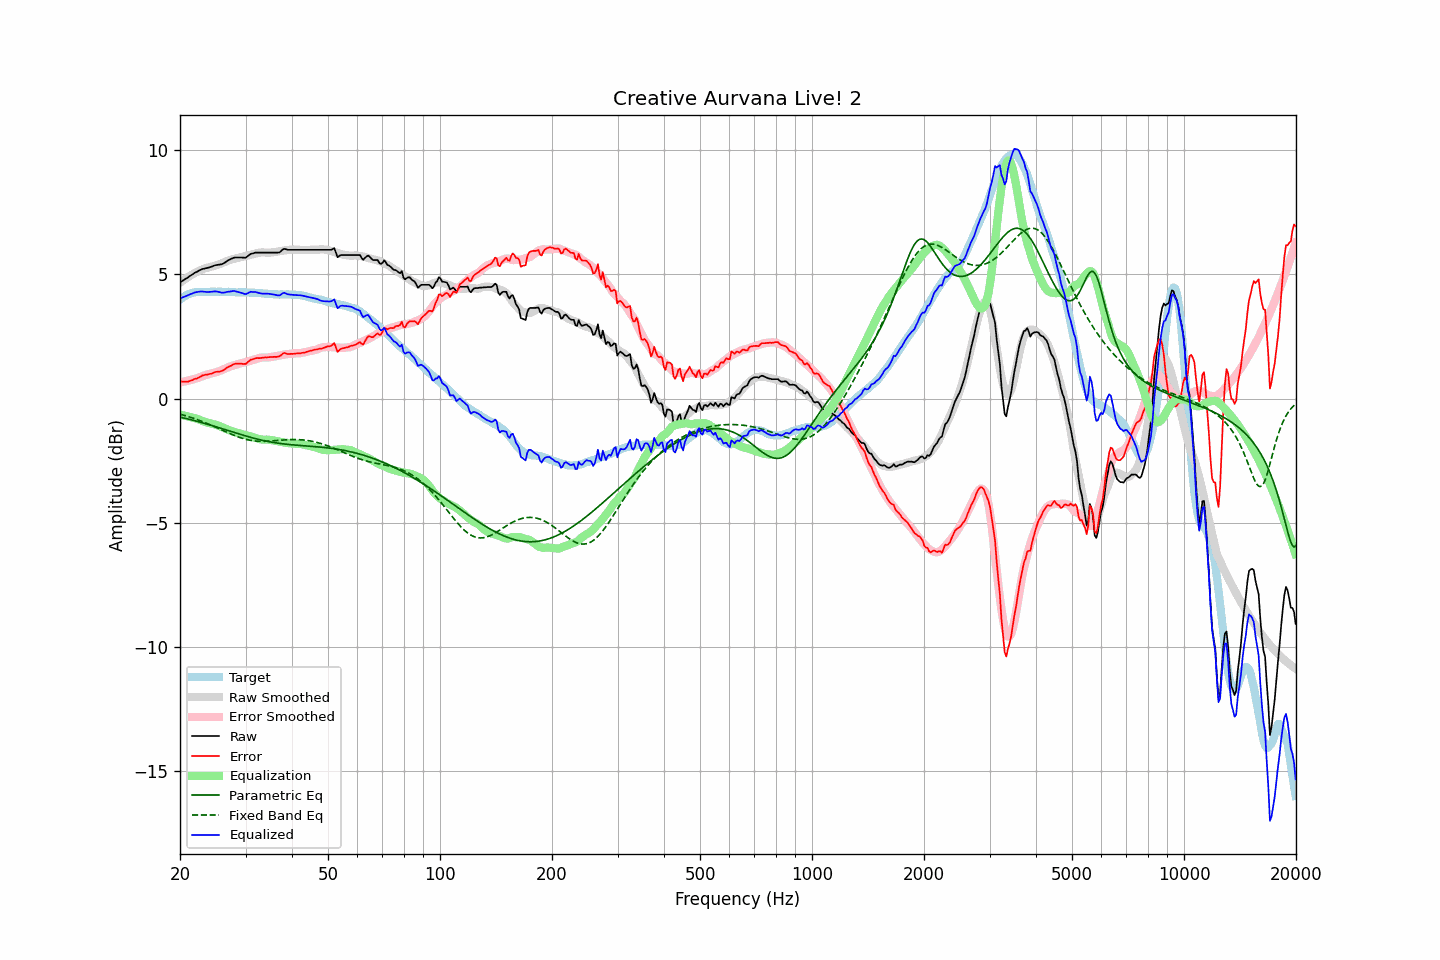 Creative Aurvana Live! 2
Amplitude (dBr)
10
5
0
−5
−10
−15
Target
Raw Smoothed
Error Smoothed
Raw
Error
Equalization
Parametric Eq
Fixed Band Eq
Equalized
20 50 100 200 500 1000 2000 5000 10000 20000
Frequency (Hz)